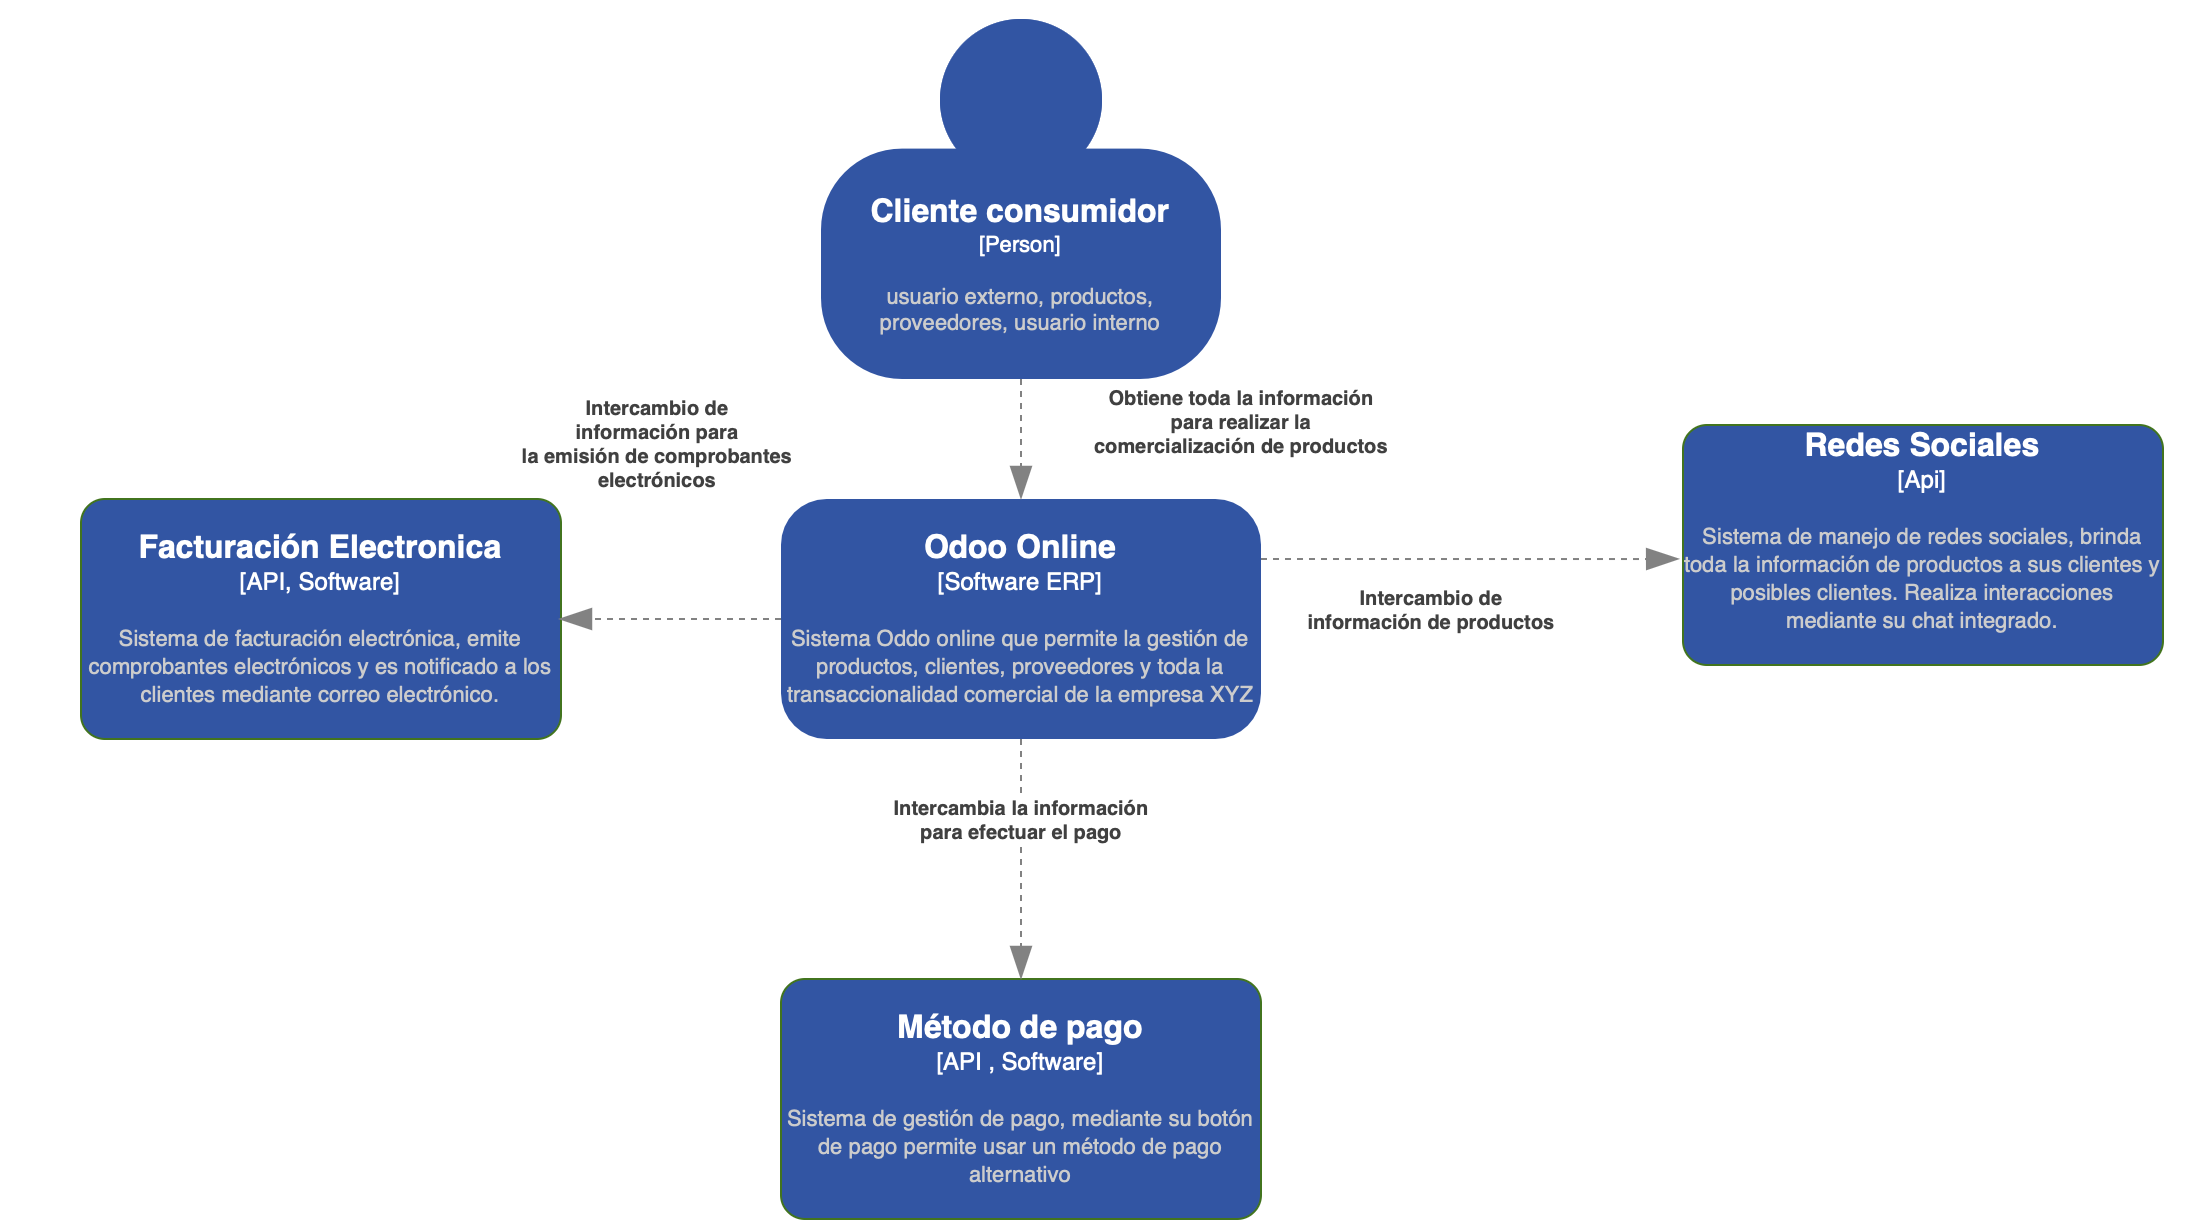 Cliente consumidor
[Person]
usuario externo, productos,
proveedores, usuario interno
Intercambio de
información para
la emisión de comprobantes
electrónicos
Obtiene toda la información
para realizar la
comercialización de productos
Facturación Electronica
[API, Software]
Sistema de facturación electrónica, emite
comprobantes electrónicos y es notificado a los
clientes mediante correo electrónico.
Odoo Online
[Software ERP]
Sistema Oddo online que permite la gestión de
productos, clientes, proveedores y toda la
transaccionalidad comercial de la empresa XYZ
Intercambio de
información de productos
Redes Sociales
[Api]
Sistema de manejo de redes sociales, brinda
toda la información de productos a sus clientes y
posibles clientes. Realiza interacciones
mediante su chat integrado.
Intercambia la información
para efectuar el pago
Método de pago
[API , Software]
Sistema de gestión de pago, mediante su botón
de pago permite usar un método de pago
alternativo